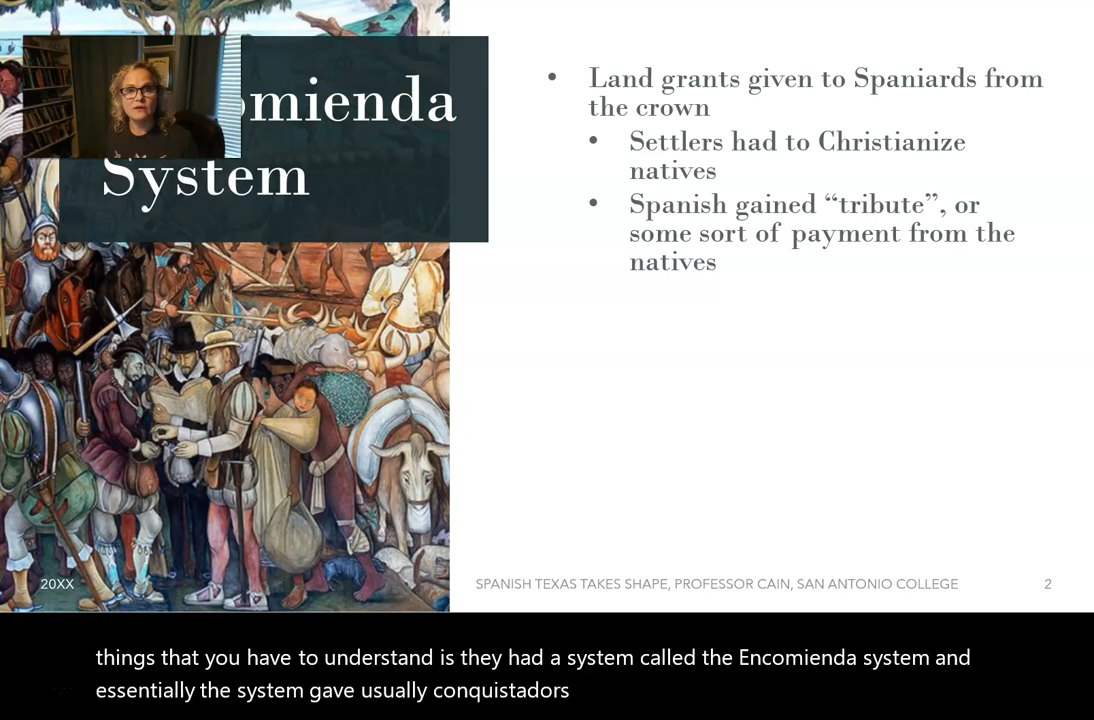 omienda
System
• Land grants given to Spaniards from
the crown
• Settlers had to Christianize
natives
• Spanish gained “tribute”, or
some sort of payment from the
natives
20XX
SPANISH TEXAS TAKES SHAPE, PROFESSOR CAIN, SAN ANTONIO COLLEGE
2
things that you have to understand is they had a system called the Encomienda system and
essentially the system gave usually conquistadors